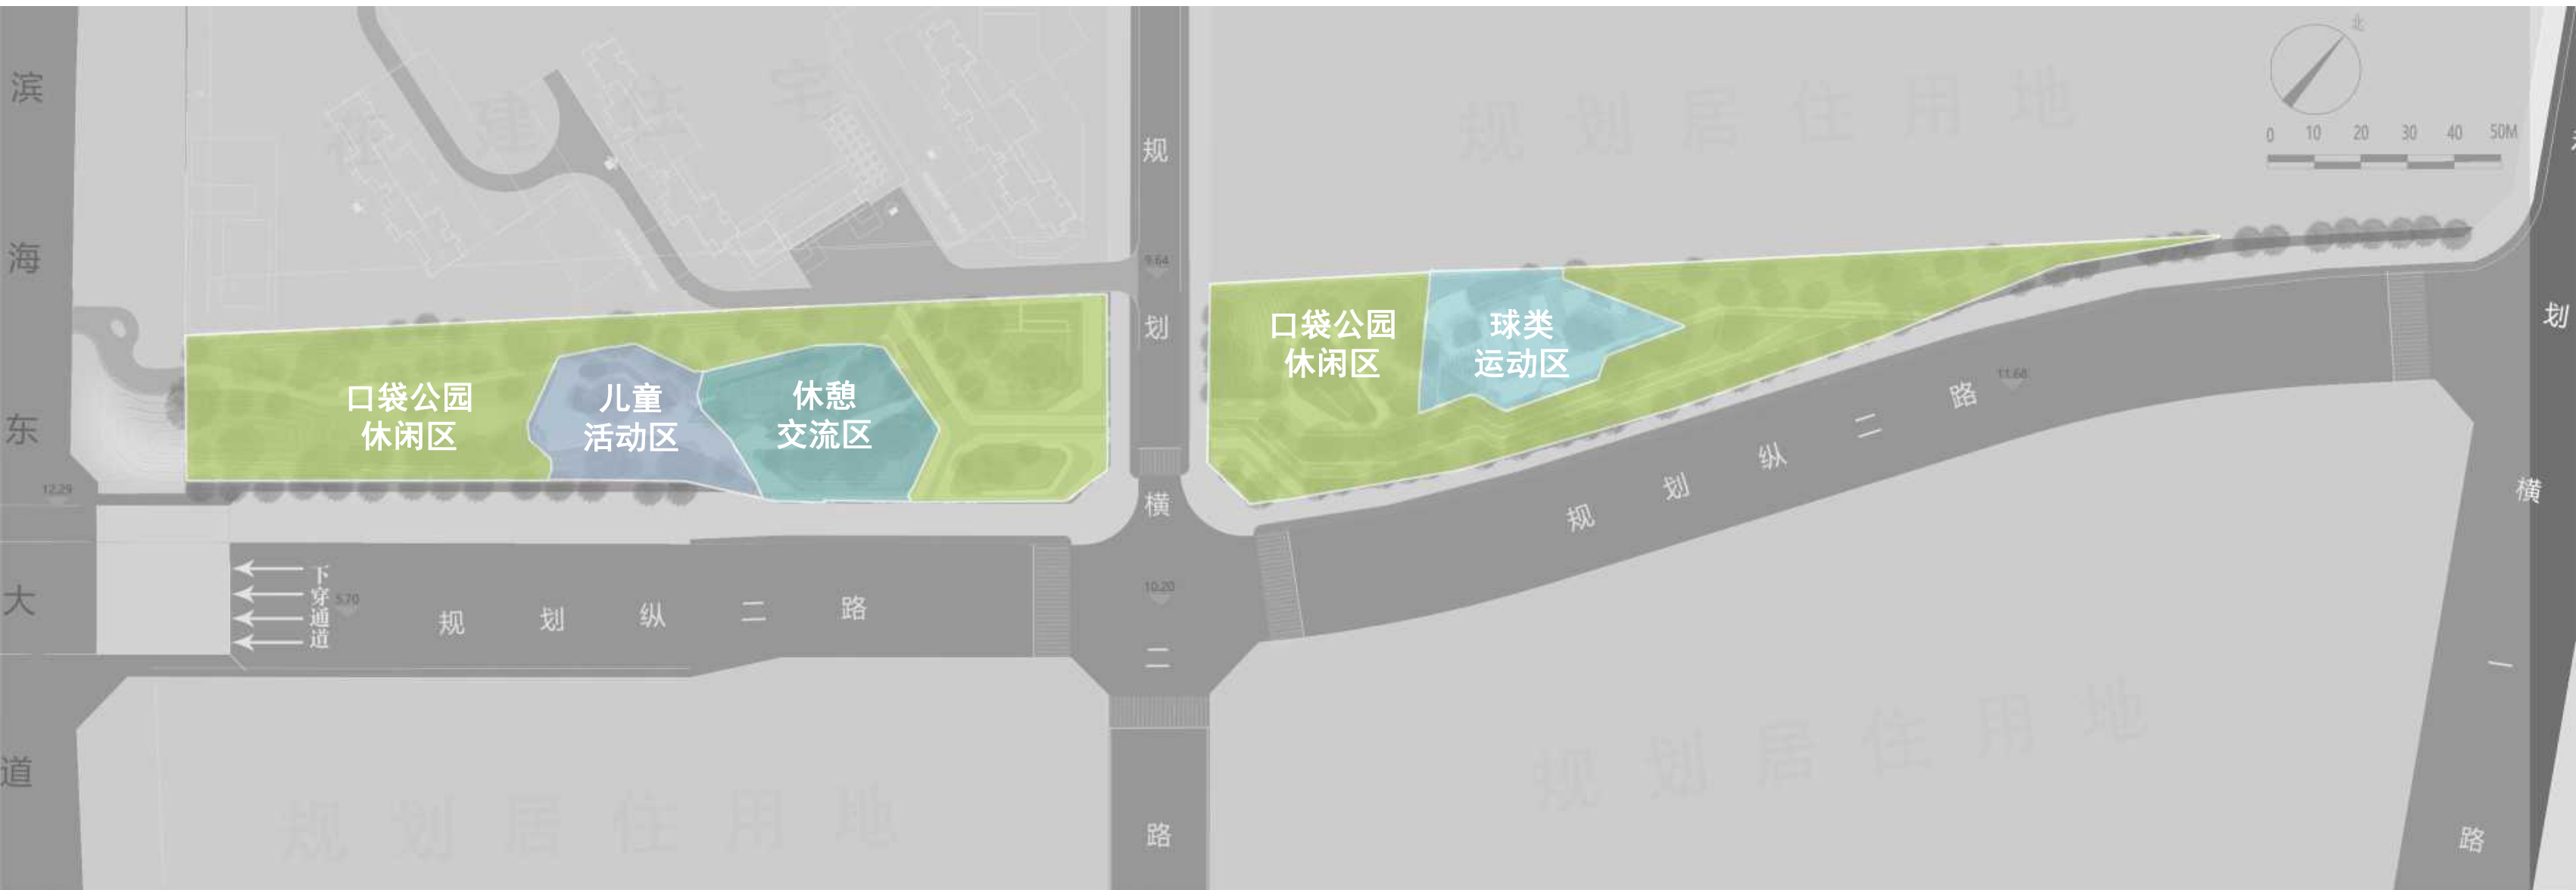 北
0 10 20 30 40 50M
在建住宅
规划居住用地
滨海东大道
规划横二路
9.64
口袋公园
休闲区
儿童
活动区
休憩
交流区
口袋公园
休闲区
球类
运动区
划横一路
11.68
规划纵二路
12.29
下穿通道
5.70
规划纵二路
10.20
规划居住用地
规划居住用地